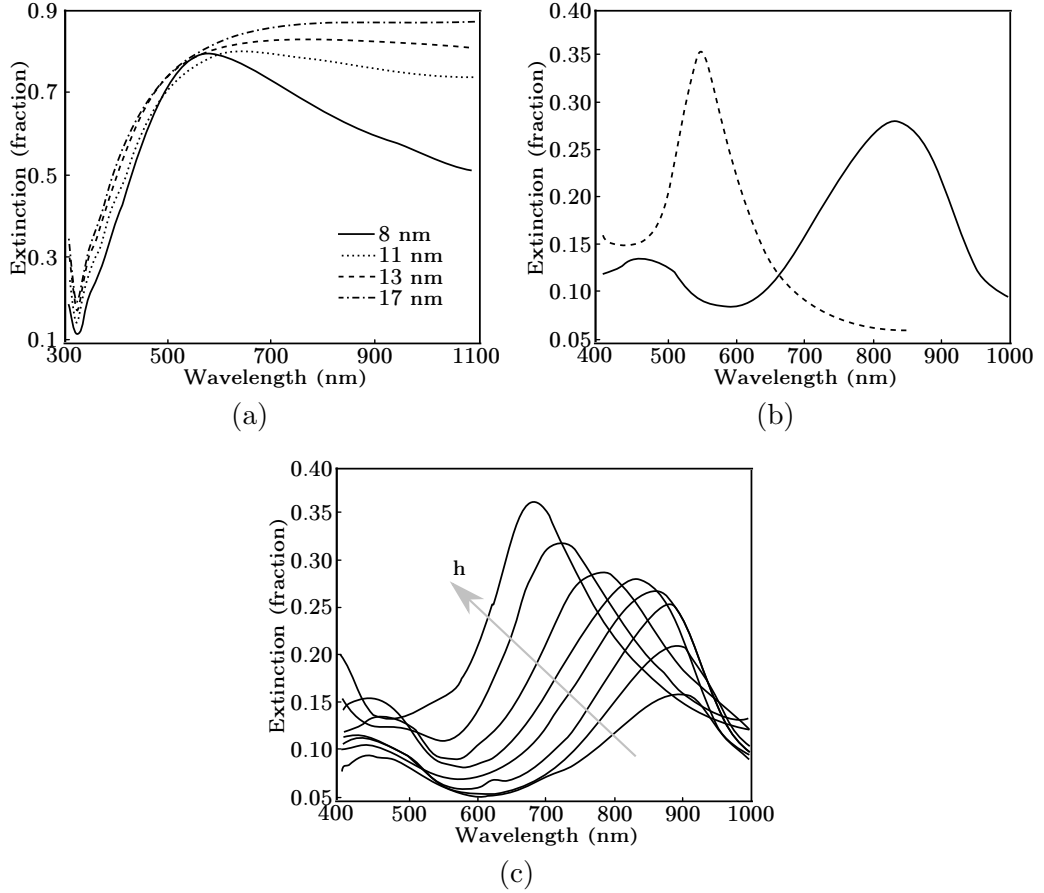 0.9
0.7
0.5
0.3
0.1
300 500 700 900 1100
Extinction (fraction)
Wavelength (nm)
8 nm
11 nm
13 nm
17 nm
(a)
0.40
0.35
0.30
0.25
0.20
0.15
0.10
0.05
400 500 600 700 800 900 1000
Extinction (fraction)
Wavelength (nm)
(b)
0.40
0.35
0.30
0.25
0.20
0.15
0.10
0.05
400 500 600 700 800 900 1000
Extinction (fraction)
Wavelength (nm)
h
(c)